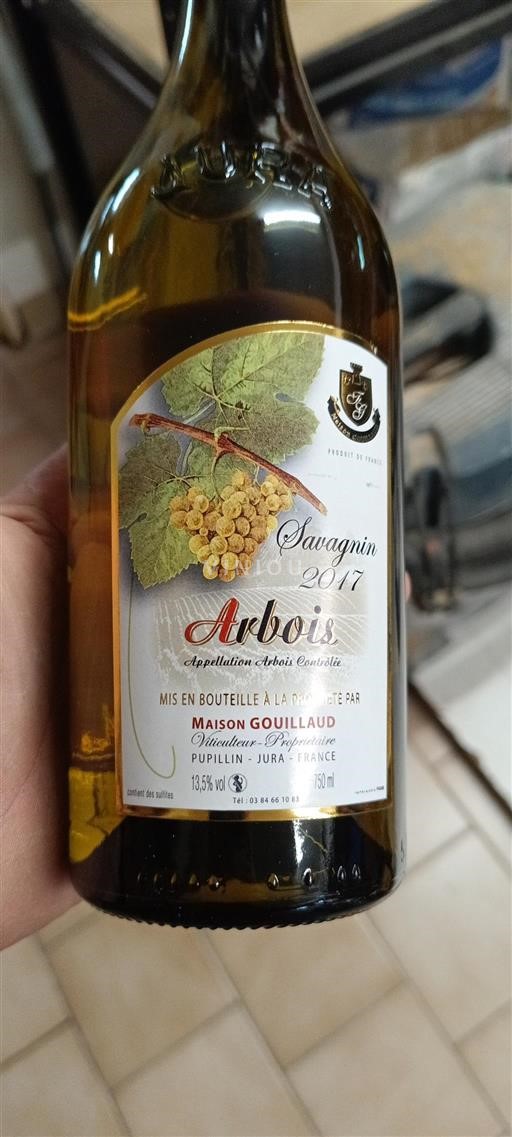 JURA
FG
PRODUIT DE FRANCE
Savagnin
2017
Arbois
Appellation Arbois Contrôlée
MIS EN BOUTEILLE À LA PROPRIÉTÉ PAR
MAISON GOUILLAUD
Viticulteur-Propriétaire
PUPILLIN - JURA - FRANCE
13,5% vol 750 ml
contient des sulfites
Tél : 03 84 66 10 83